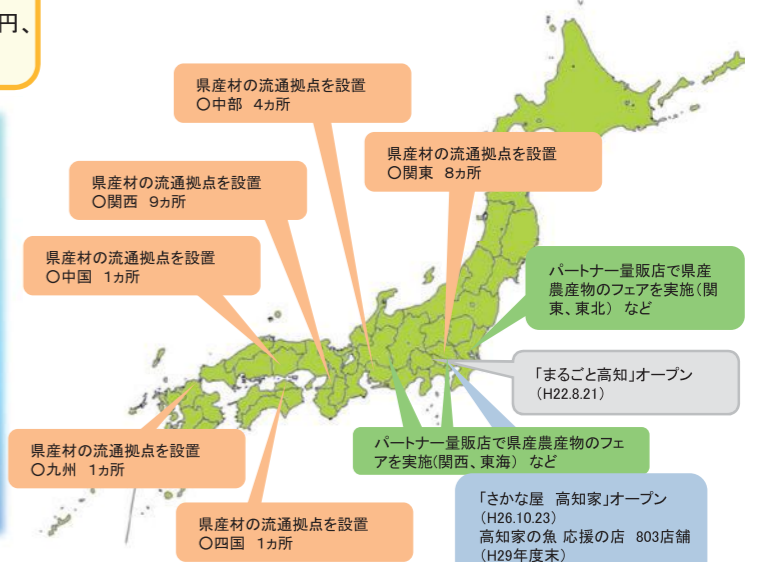 円、
県産材の流通拠点を設置
○中部 4ヵ所
県産材の流通拠点を設置
○関東 8ヵ所
県産材の流通拠点を設置
○関西 9ヵ所
県産材の流通拠点を設置
○中国 1ヵ所
パートナー量販店で県産
農産物のフェアを実施(関
東、東北) など
「まるごと高知」オープン
(H22.8.21)
パートナー量販店で県産農産物のフェ
アを実施(関西、東海) など
県産材の流通拠点を設置
○九州 1ヵ所
「さかな屋 高知家」オープン
(H26.10.23)
高知家の魚 応援の店 803店舗
(H29年度末)
県産材の流通拠点を設置
○四国 1ヵ所